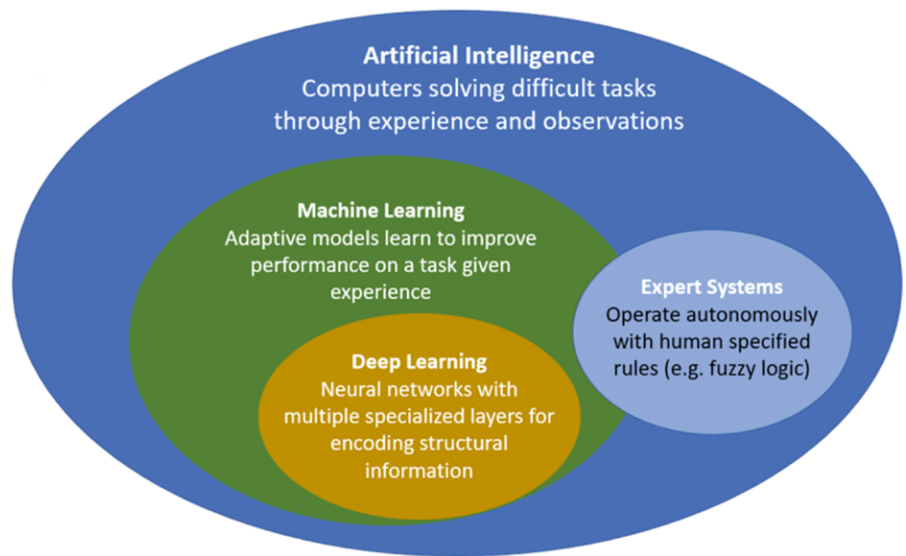 Artificial Intelligence
Computers solving difficult tasks
through experience and observations
Machine Learning
Adaptive models learn to improve
performance on a task given
experience
Expert Systems
Operate autonomously
with human specified
rules (e.g. fuzzy logic)
Deep Learning
Neural networks with
multiple specialized layers for
encoding structural
information